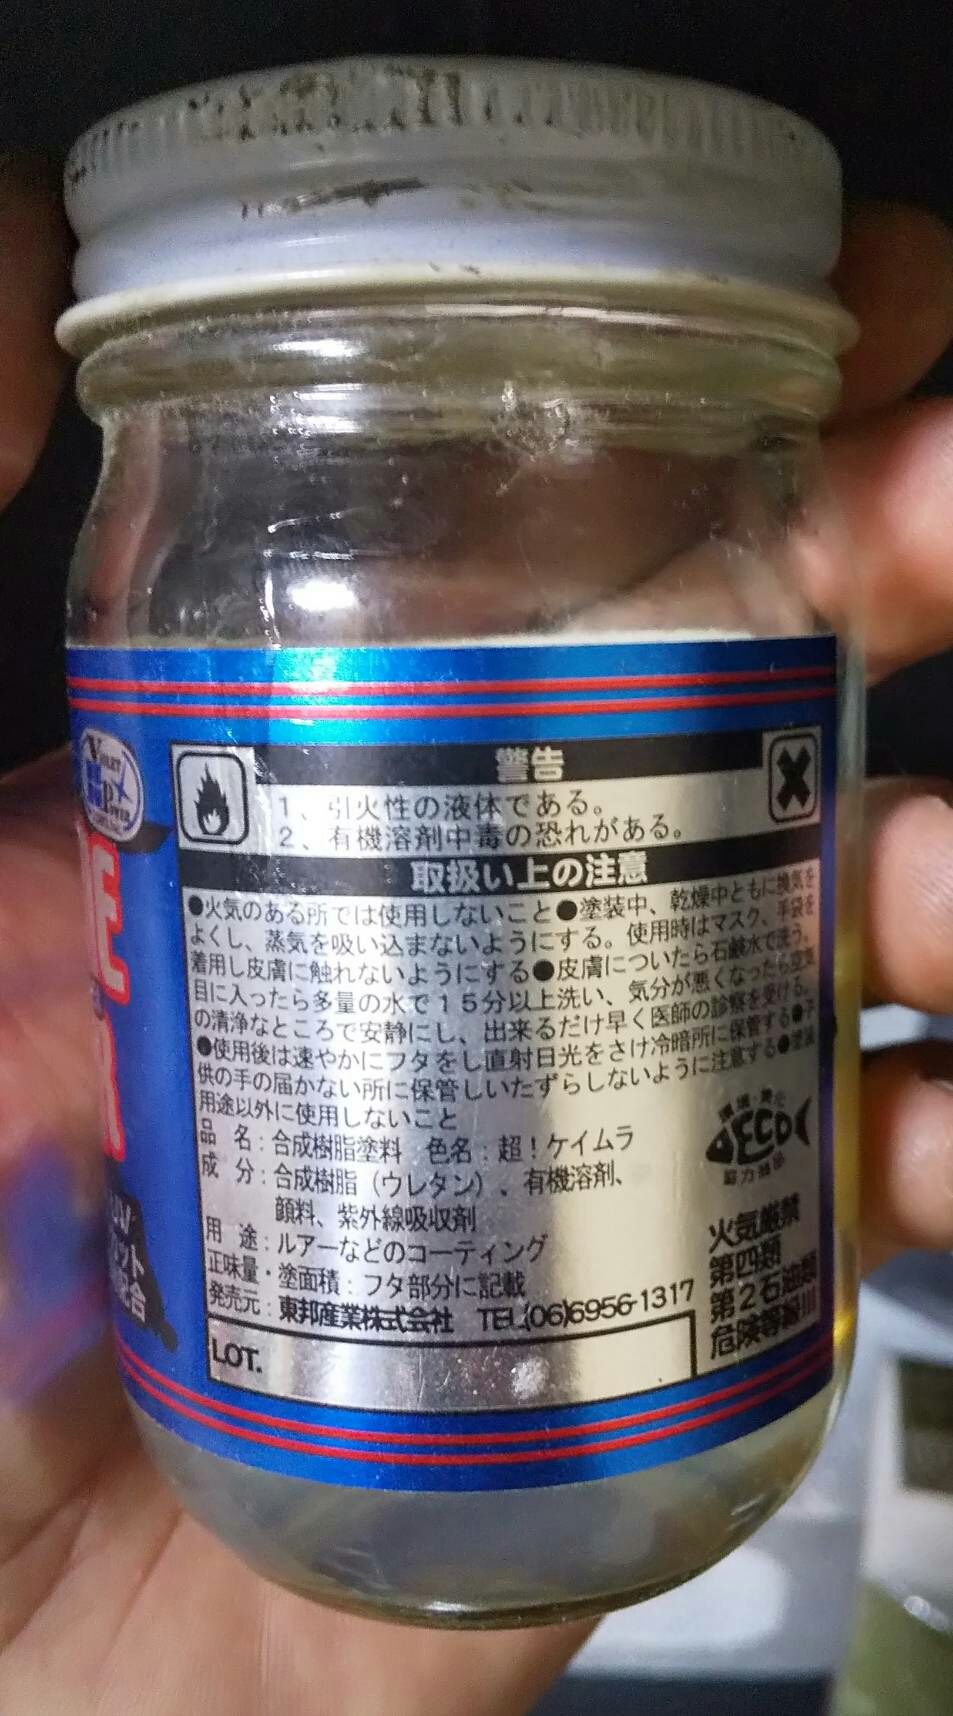 VIOLET
POWER
警告
1、引火性の液体である。
2、有機溶剤中毒の恐れがある。
取扱い上の注意
●火気のある所では使用しないこと●塗装中、乾燥中ともに換気を
よくし、蒸気を吸い込まないようにする。使用時はマスク、手袋を
着用し皮膚に触れないようにする●皮膚についたら石鹸水で洗う。
目に入ったら多量の水で15分以上洗い、気分が悪くなったら空気
の清浄なところで安静にし、出来るだけ早く医師の診察を受ける。
●使用後は速やかにフタをし直射日光をさけ冷暗所に保管する●子
供の手の届かない所に保管しいたずらしないように注意する●塗装
用途以外に使用しないこと
品 名：合成樹脂塗料 色名：超！ケイムラ
成 分：合成樹脂（ウレタン）、有機溶剤、
顔料、紫外線吸収剤
用 途：ルアーなどのコーティング
正味量・塗面積：フタ部分に記載
発売元：東邦産業株式会社 TEL(06)6956-1317
LOT.
ECO
火気厳禁
第四類
第2石油類
危険等級III
UV